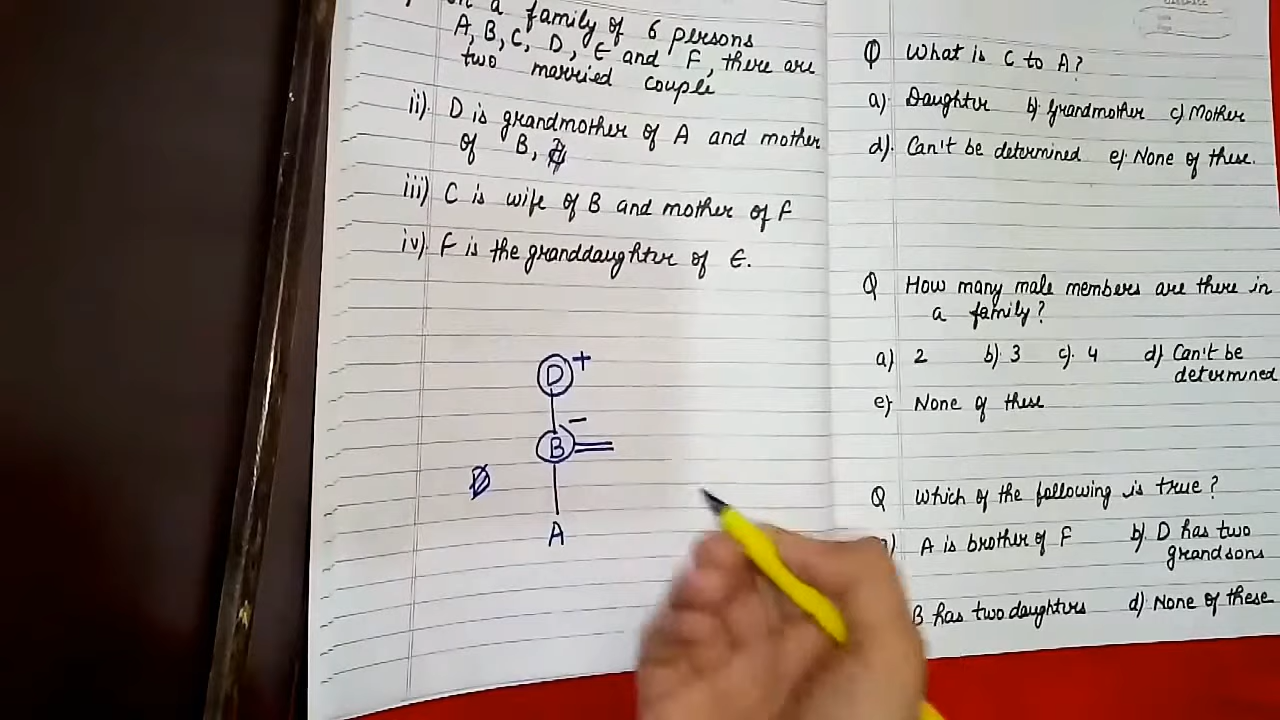 a family of 6 persons
A, B, C, D, E and F, there are
two married couple
ii). D is grandmother of A and mother
of B,
iii) C is wife of B and mother of F
iv). F is the granddaughter of E.
D +
B -
A
Q What is C to A?
a). Daughter b). Grandmother c) Mother
d). Can't be determined e). None of these.
Q How many male members are there in
a family?
a) 2 b). 3 c). 4 d) Can't be
determined
e) None of these
Q Which of the following is true?
A is brother of F b). D has two
grandsons
B has two daughters d) None of these